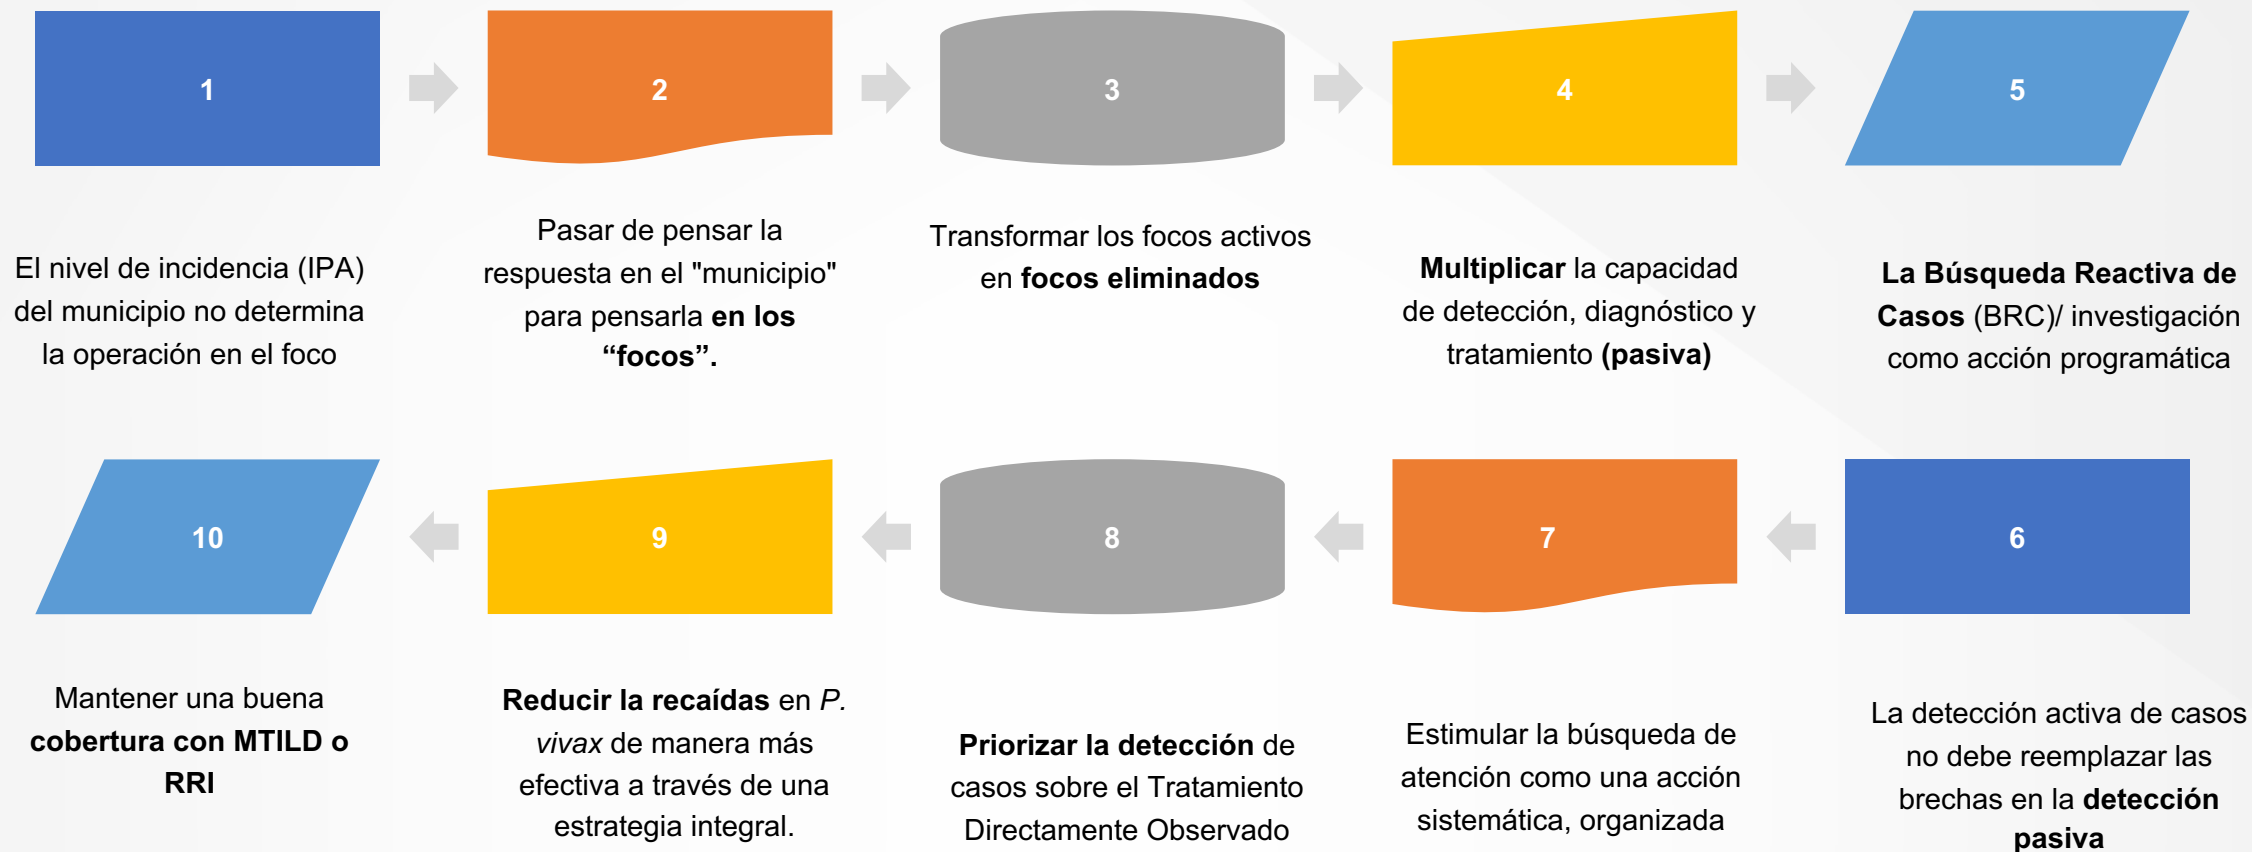 1
El nivel de incidencia (IPA)
del municipio no determina
la operación en el foco
2
Pasar de pensar la
respuesta en el "municipio"
para pensarla en los
“focos”.
3
Transformar los focos activos
en focos eliminados
4
Multiplicar la capacidad
de detección, diagnóstico y
tratamiento (pasiva)
5
La Búsqueda Reactiva de
Casos (BRC)/ investigación
como acción programática
6
La detección activa de casos
no debe reemplazar las
brechas en la detección
pasiva
7
Estimular la búsqueda de
atención como una acción
sistemática, organizada
8
Priorizar la detección de
casos sobre el Tratamiento
Directamente Observado
9
Reducir la recaídas en P.
vivax de manera más
efectiva a través de una
estrategia integral.
10
Mantener una buena
cobertura con MTILD o
RRI